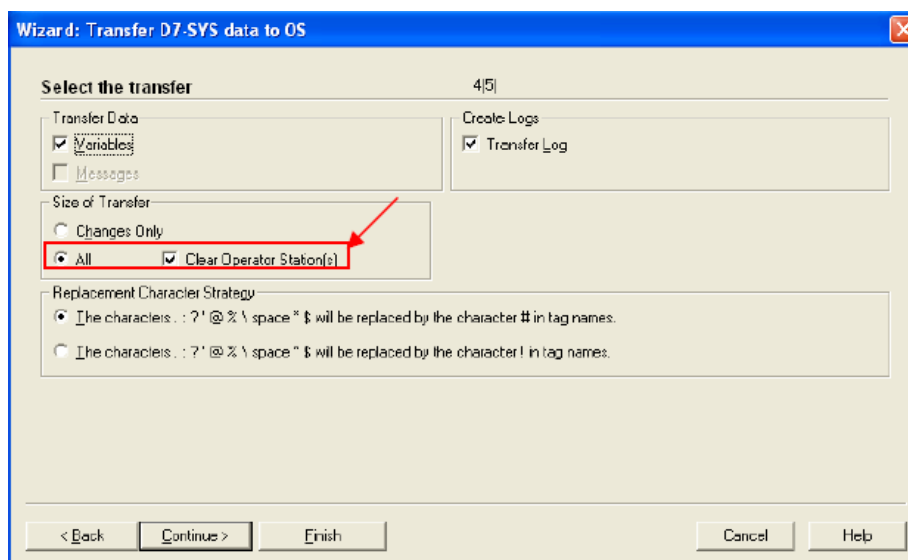 Wizard: Transfer D7-SYS data to OS
Select the transfer 4|5|
Transfer Data
Variables
Messages
Create Logs
Transfer Log
Size of Transfer
Changes Only
All Clear Operator Station(s)
Replacement Character Strategy
The characters . : ? ' @ % \ space * $ will be replaced by the character # in tag names.
The characters . : ? ' @ % \ space * $ will be replaced by the character ! in tag names.
< Back Continue > Finish Cancel Help